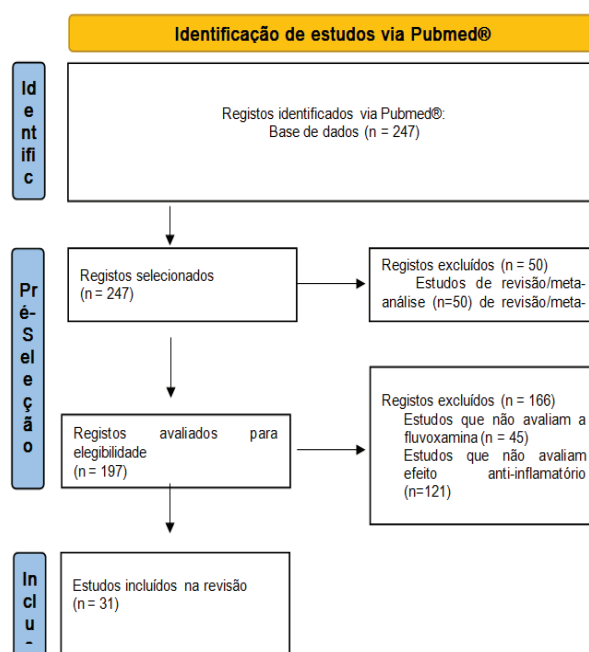 Identificação de estudos via Pubmed®
Id
e
nt
ifi
c
Registos identificados via Pubmed®:
Base de dados (n = 247)
Pr
é-
S
el
e
ç
ã
o
Registos selecionados
(n = 247)
Registos excluídos (n = 50)
Estudos de revisão/meta-
análise (n=50) de revisão/meta-
Registos avaliados para
elegibilidade
(n = 197)
Registos excluídos (n = 166)
Estudos que não avaliam a
fluvoxamina (n = 45)
Estudos que não avaliam
efeito anti-inflamatório
(n=121)
In
cl
u
Estudos incluídos na revisão
(n = 31)